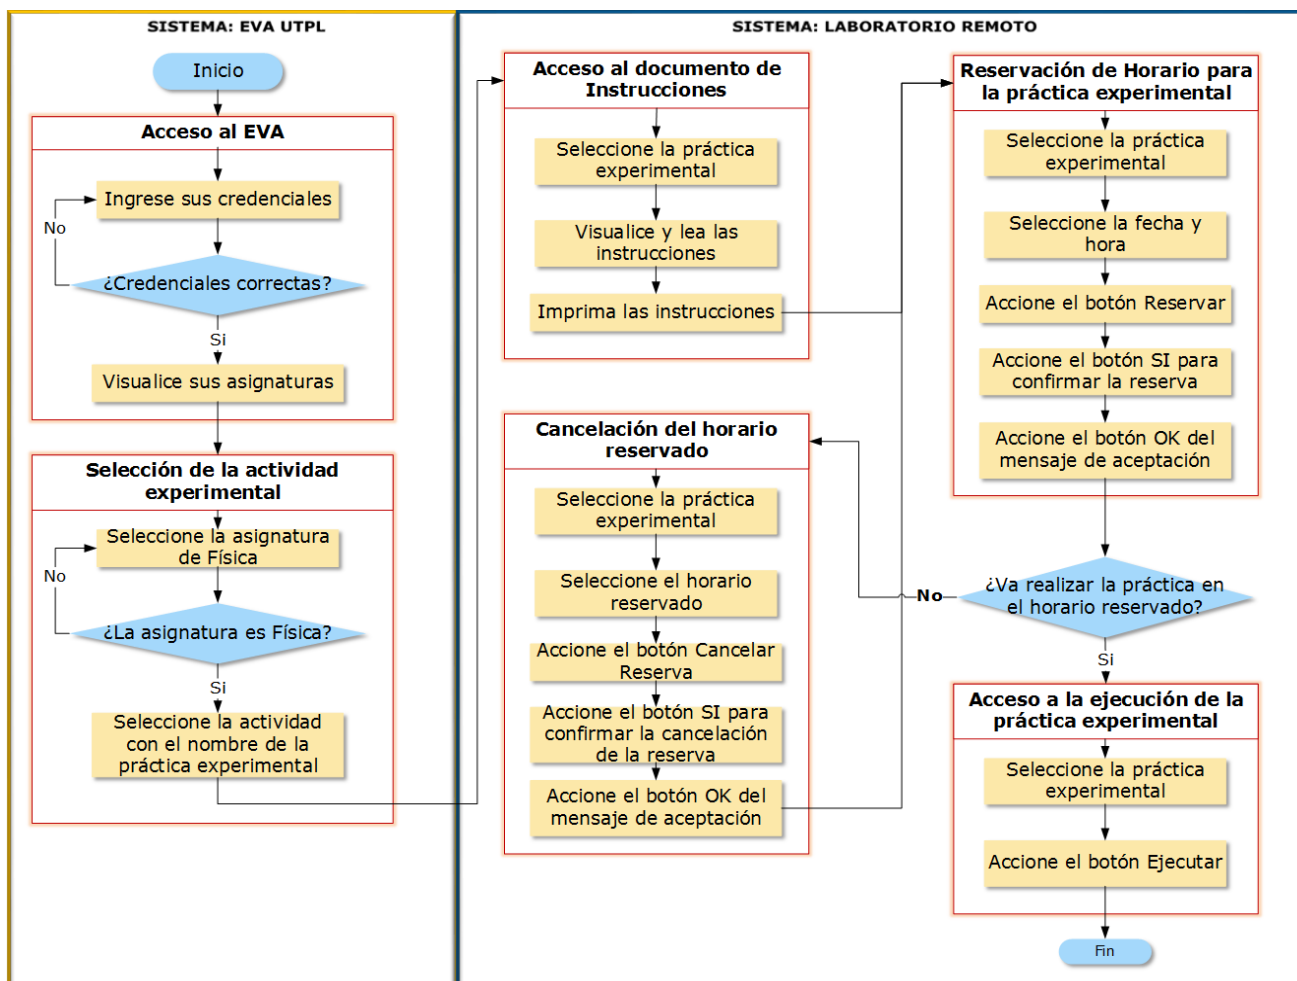 SISTEMA: EVA UTPL
Inicio
Acceso al EVA
Ingrese sus credenciales
No
¿Credenciales correctas?
Si
Visualice sus asignaturas
Selección de la actividad
experimental
Seleccione la asignatura
de Física
No
¿La asignatura es Física?
Si
Seleccione la actividad
con el nombre de la
práctica experimental
SISTEMA: LABORATORIO REMOTO
Acceso al documento de
Instrucciones
Seleccione la práctica
experimental
Visualice y lea las
instrucciones
Imprima las instrucciones
Reservación de Horario para
la práctica experimental
Seleccione la práctica
experimental
Seleccione la fecha y
hora
Accione el botón Reservar
Accione el botón SI para
confirmar la reserva
Accione el botón OK del
mensaje de aceptación
¿Va realizar la práctica en
el horario reservado?
No
Si
Cancelación del horario
reservado
Seleccione la práctica
experimental
Seleccione el horario
reservado
Accione el botón Cancelar
Reserva
Accione el botón SI para
confirmar la cancelación
de la reserva
Accione el botón OK del
mensaje de aceptación
Acceso a la ejecución de la
práctica experimental
Seleccione la práctica
experimental
Accione el botón Ejecutar
Fin